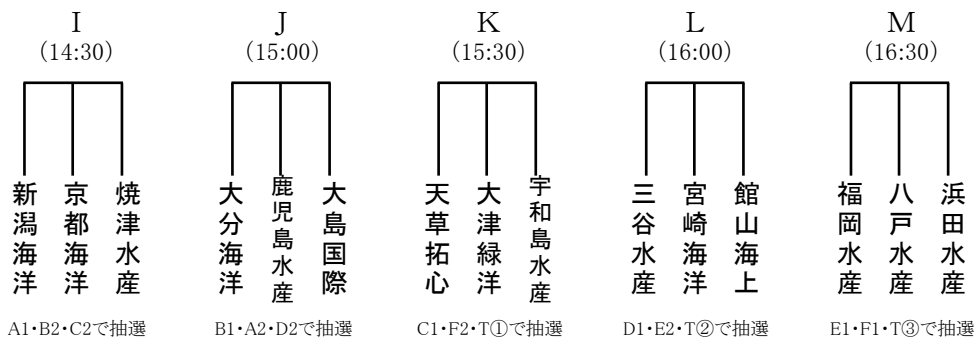 I
(14:30)
新潟海洋
京都海洋
焼津水産
A1・B2・C2で抽選
J
(15:00)
大分海洋
鹿児島水産
大島国際
B1・A2・D2で抽選
K
(15:30)
天草拓心
大津緑洋
宇和島水産
C1・F2・T①で抽選
L
(16:00)
三谷水産
宮崎海洋
館山海上
D1・E2・T②で抽選
M
(16:30)
福岡水産
八戸水産
浜田水産
E1・F1・T③で抽選